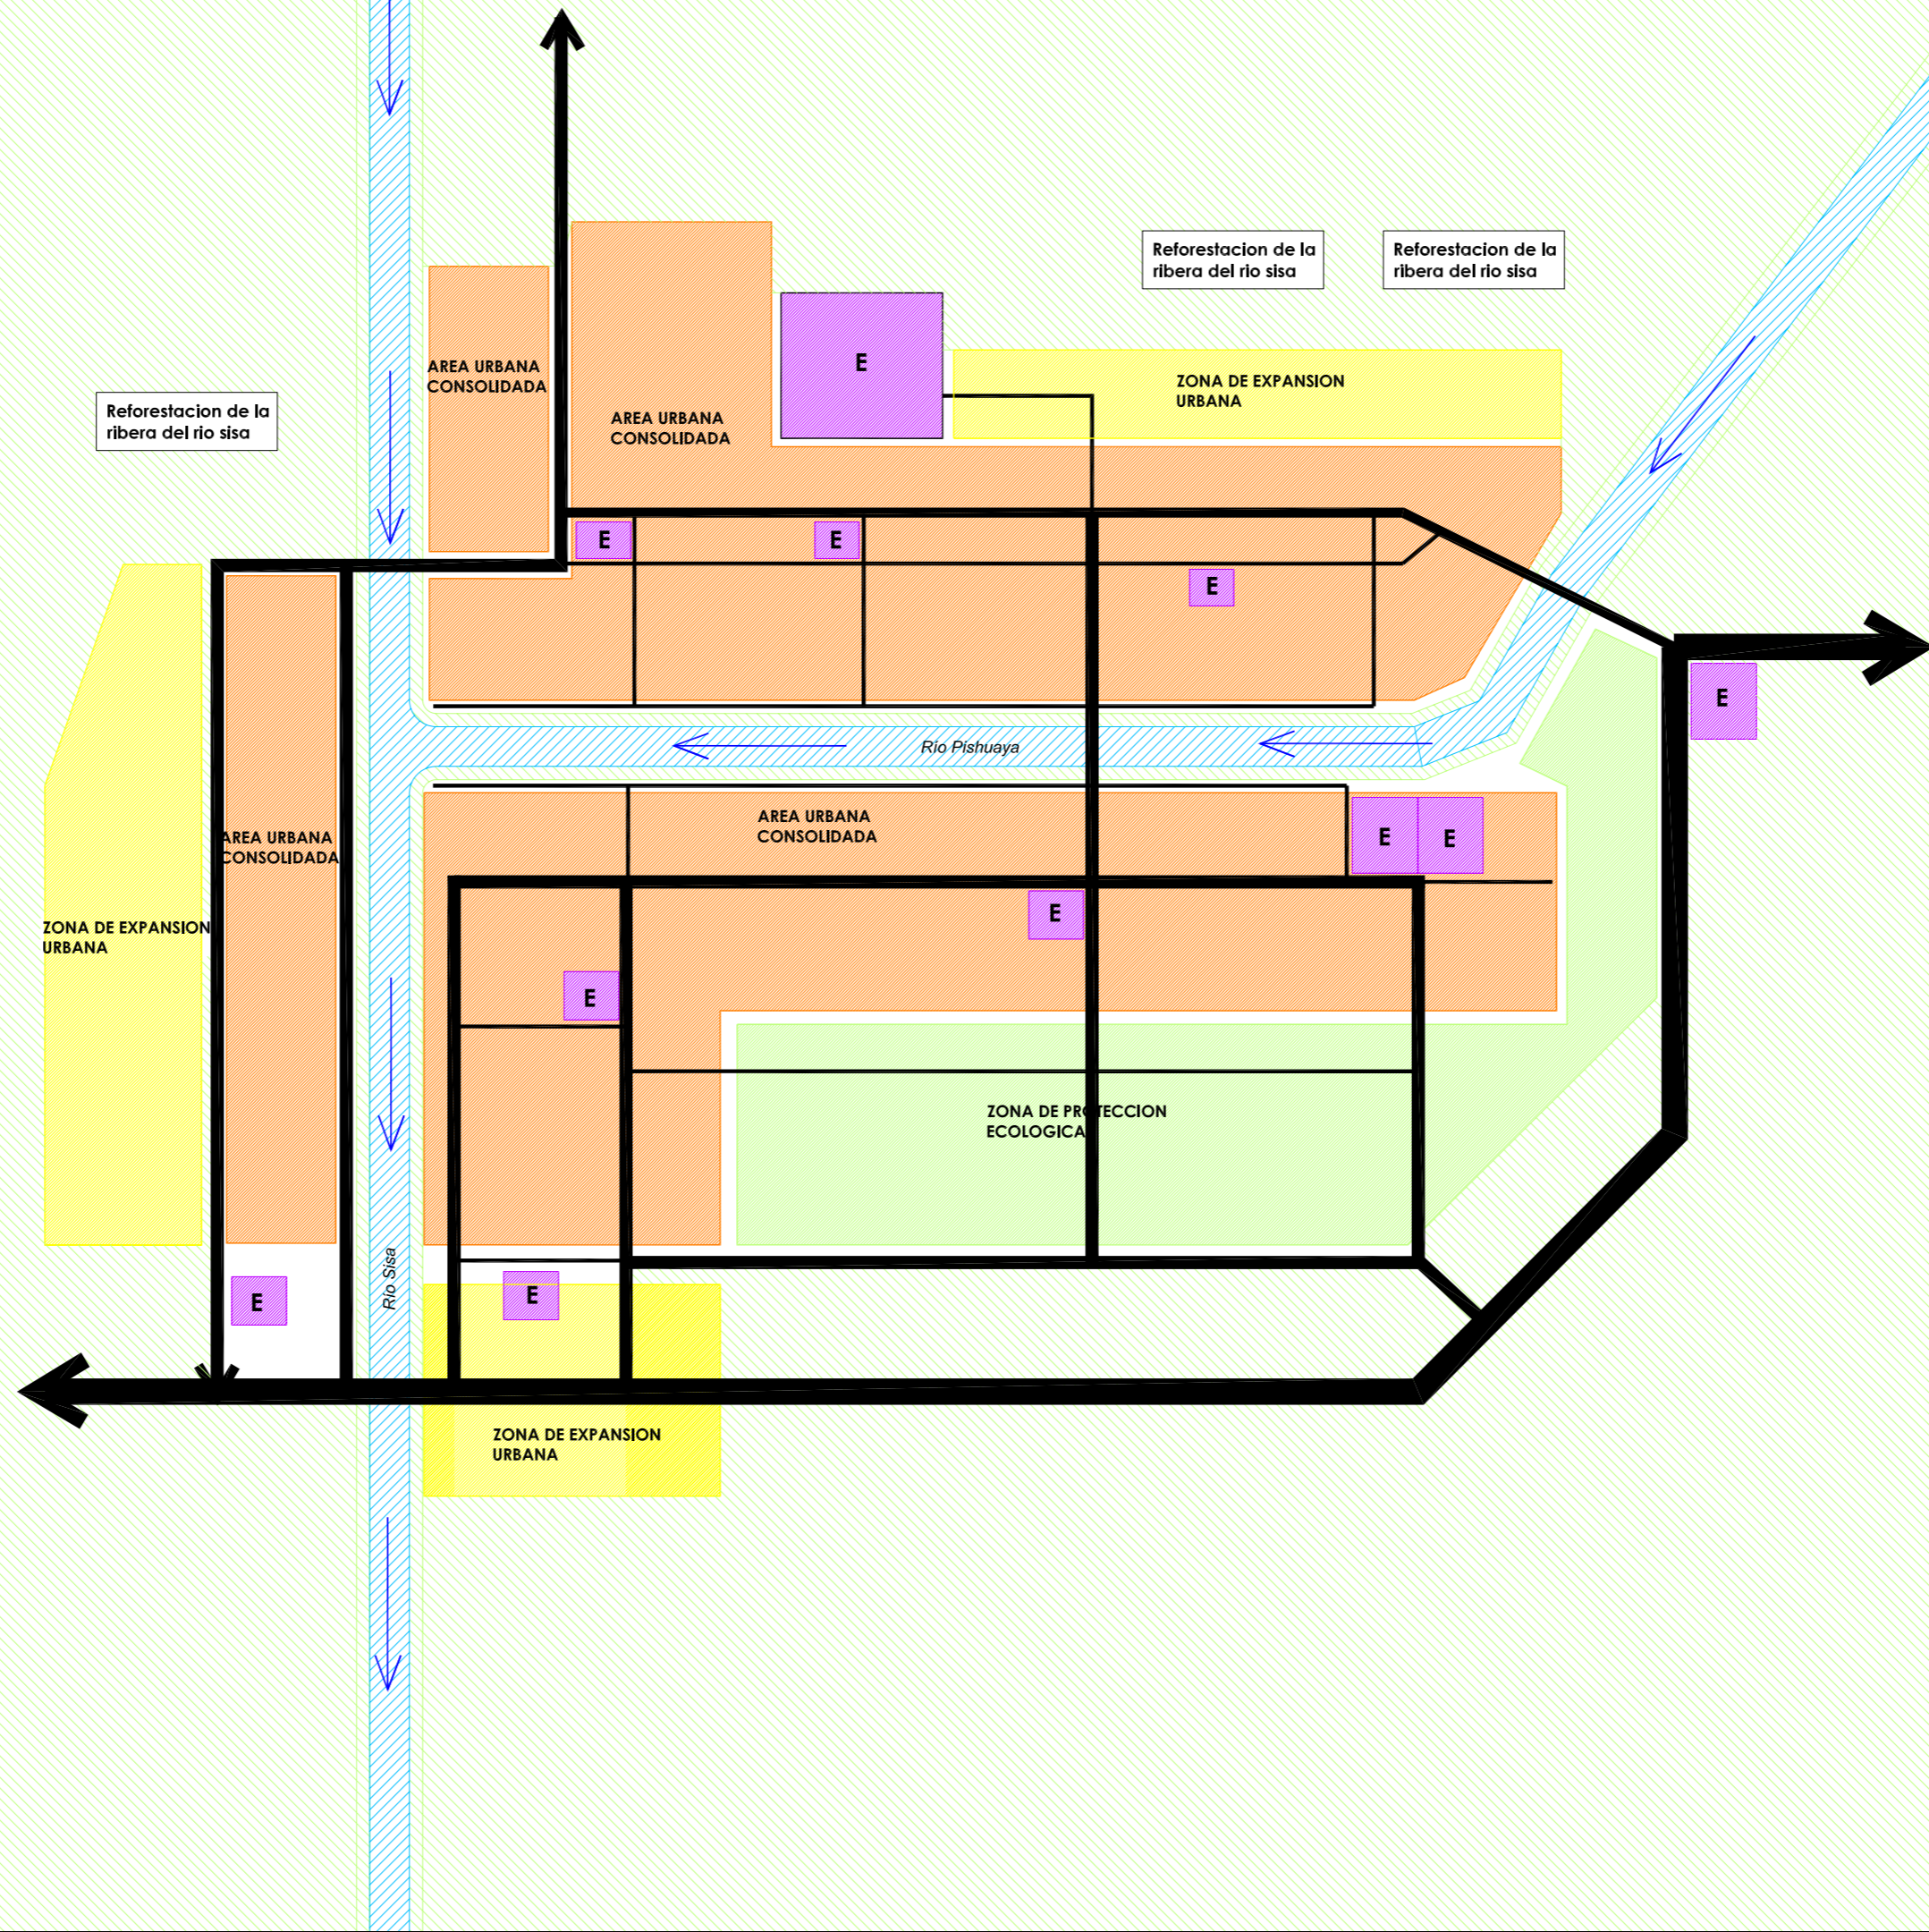 Reforestacion de la
ribera del rio sisa
Reforestacion de la
ribera del rio sisa
AREA URBANA
CONSOLIDADA
E
ZONA DE EXPANSION
URBANA
Reforestacion de la
ribera del rio sisa
AREA URBANA
CONSOLIDADA
E
E
E
E
Rio Pishuaya
AREA URBANA
CONSOLIDADA
E
E
AREA URBANA
CONSOLIDADA
E
ZONA DE EXPANSION
URBANA
E
ZONA DE PROTECCION
ECOLOGICA
Rio Sisa
E
E
ZONA DE EXPANSION
URBANA